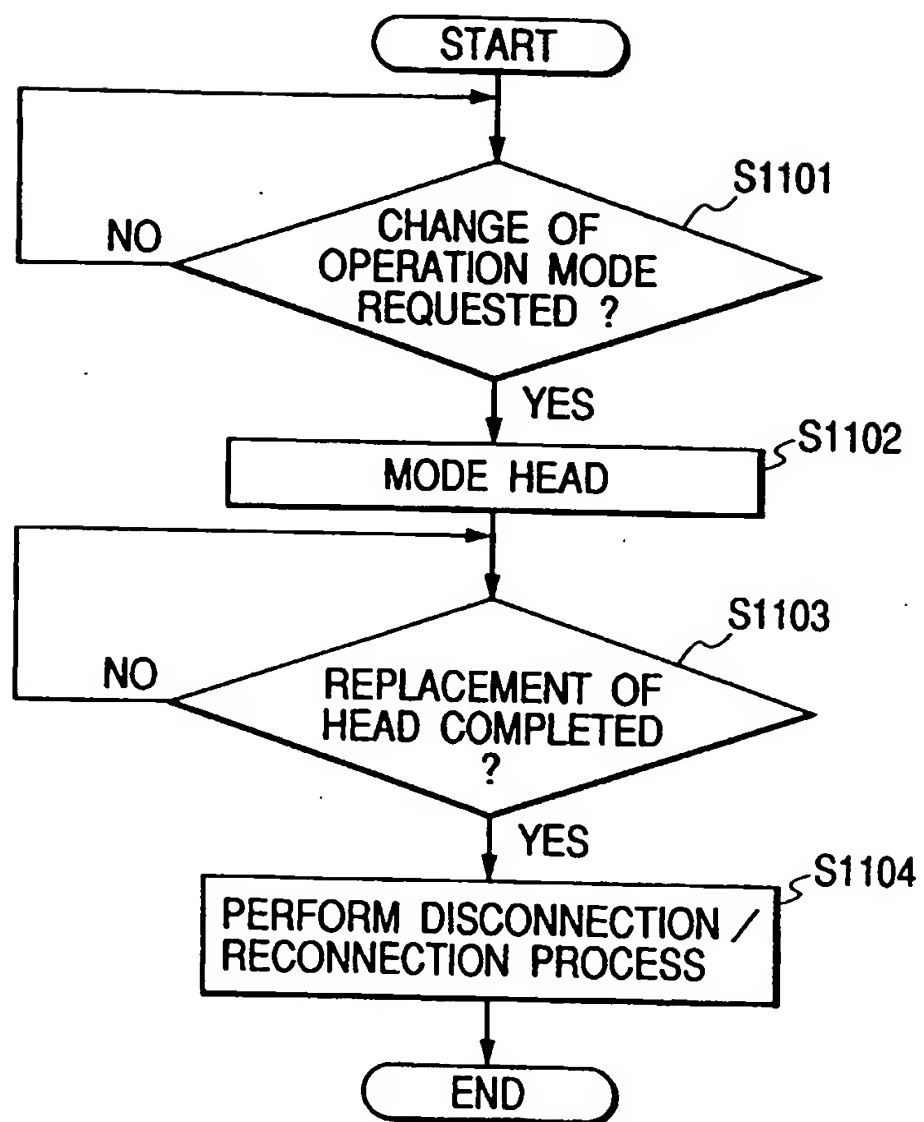 START
S1101
CHANGE OF
OPERATION MODE
REQUESTED ?
NO
YES
S1102
MODE HEAD
S1103
REPLACEMENT OF
HEAD COMPLETED
?
NO
YES
S1104
PERFORM DISCONNECTION /
RECONNECTION PROCESS
END